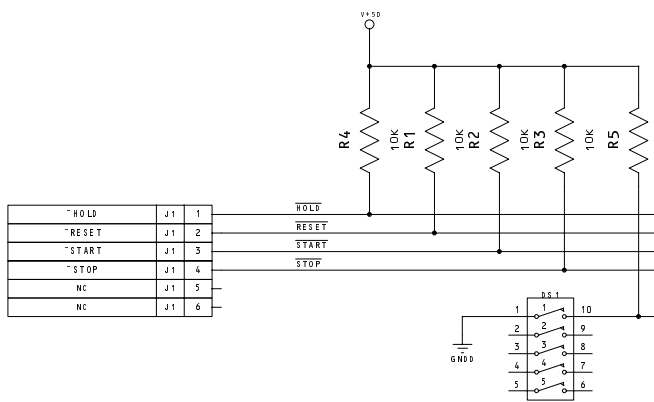 V+5D
R4 10K R1 10K R2 10K R3 10K R5
‾HOLD J1 1 HOLD
‾RESET J1 2 RESET
‾START J1 3 START
‾STOP J1 4 STOP
NC J1 5
NC J1 6
DS1
1 1 10
2 2 9
3 3 8
4 4 7
5 5 6
GNDD